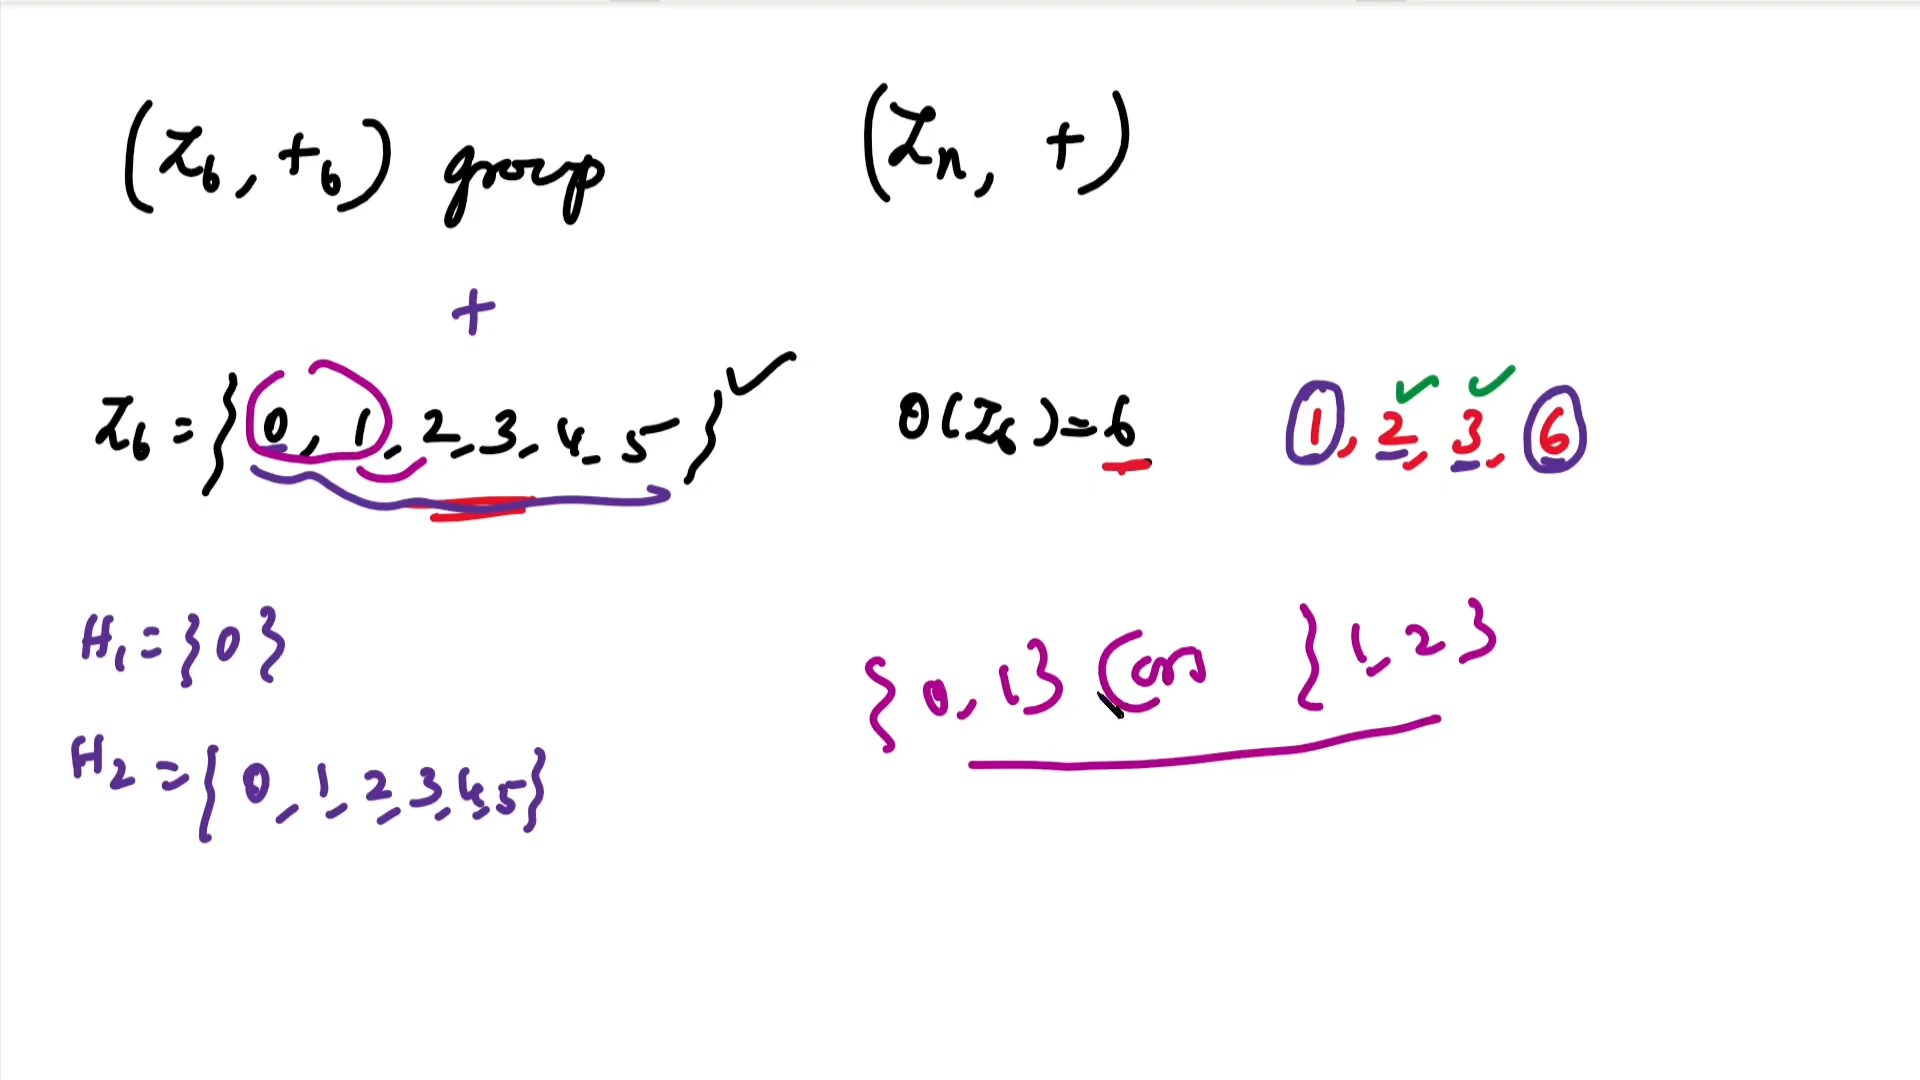 (Z₆, +₆) group
(Zn, +)
+
Z₆ = {0, 1, 2, 3, 4, 5} ✓
O(Z₆) = 6
1, 2, 3, 6
H₁ = {0}
{0, 1} (or) {1, 2}
H₂ = {0, 1, 2, 3, 4, 5}